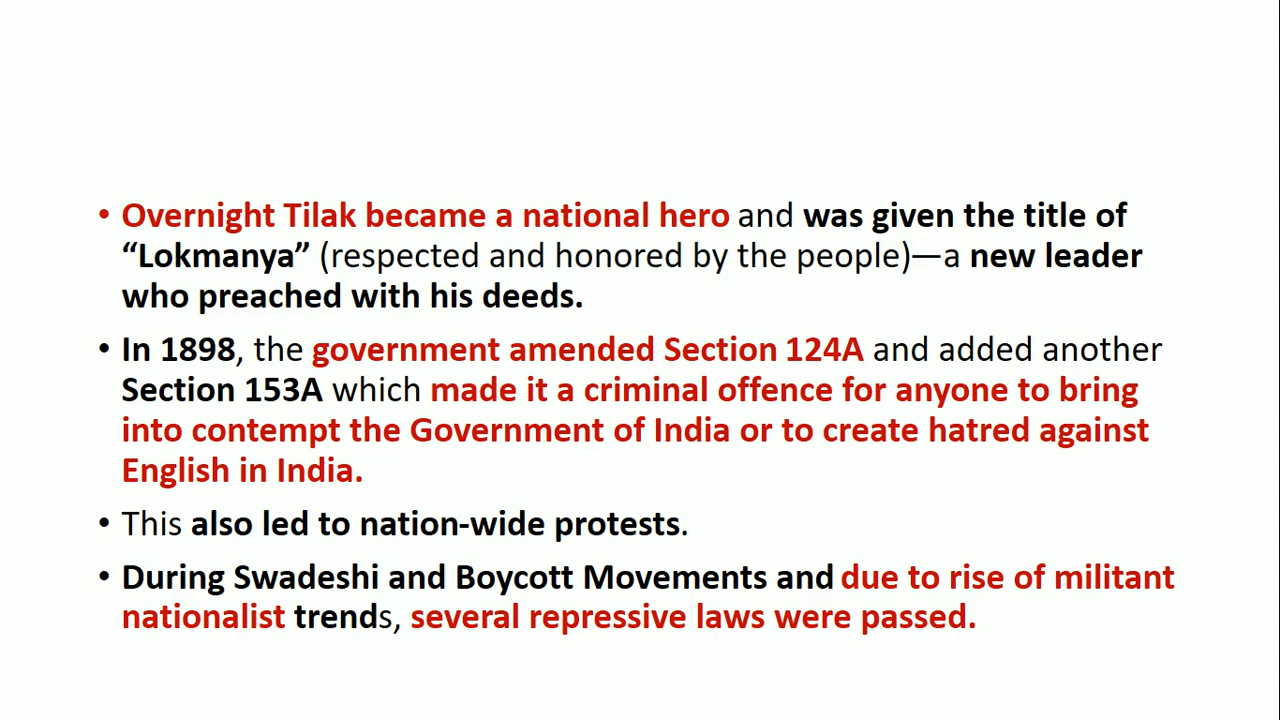 • Overnight Tilak became a national hero and was given the title of
“Lokmanya” (respected and honored by the people)—a new leader
who preached with his deeds.
• In 1898, the government amended Section 124A and added another
Section 153A which made it a criminal offence for anyone to bring
into contempt the Government of India or to create hatred against
English in India.
• This also led to nation-wide protests.
• During Swadeshi and Boycott Movements and due to rise of militant
nationalist trends, several repressive laws were passed.